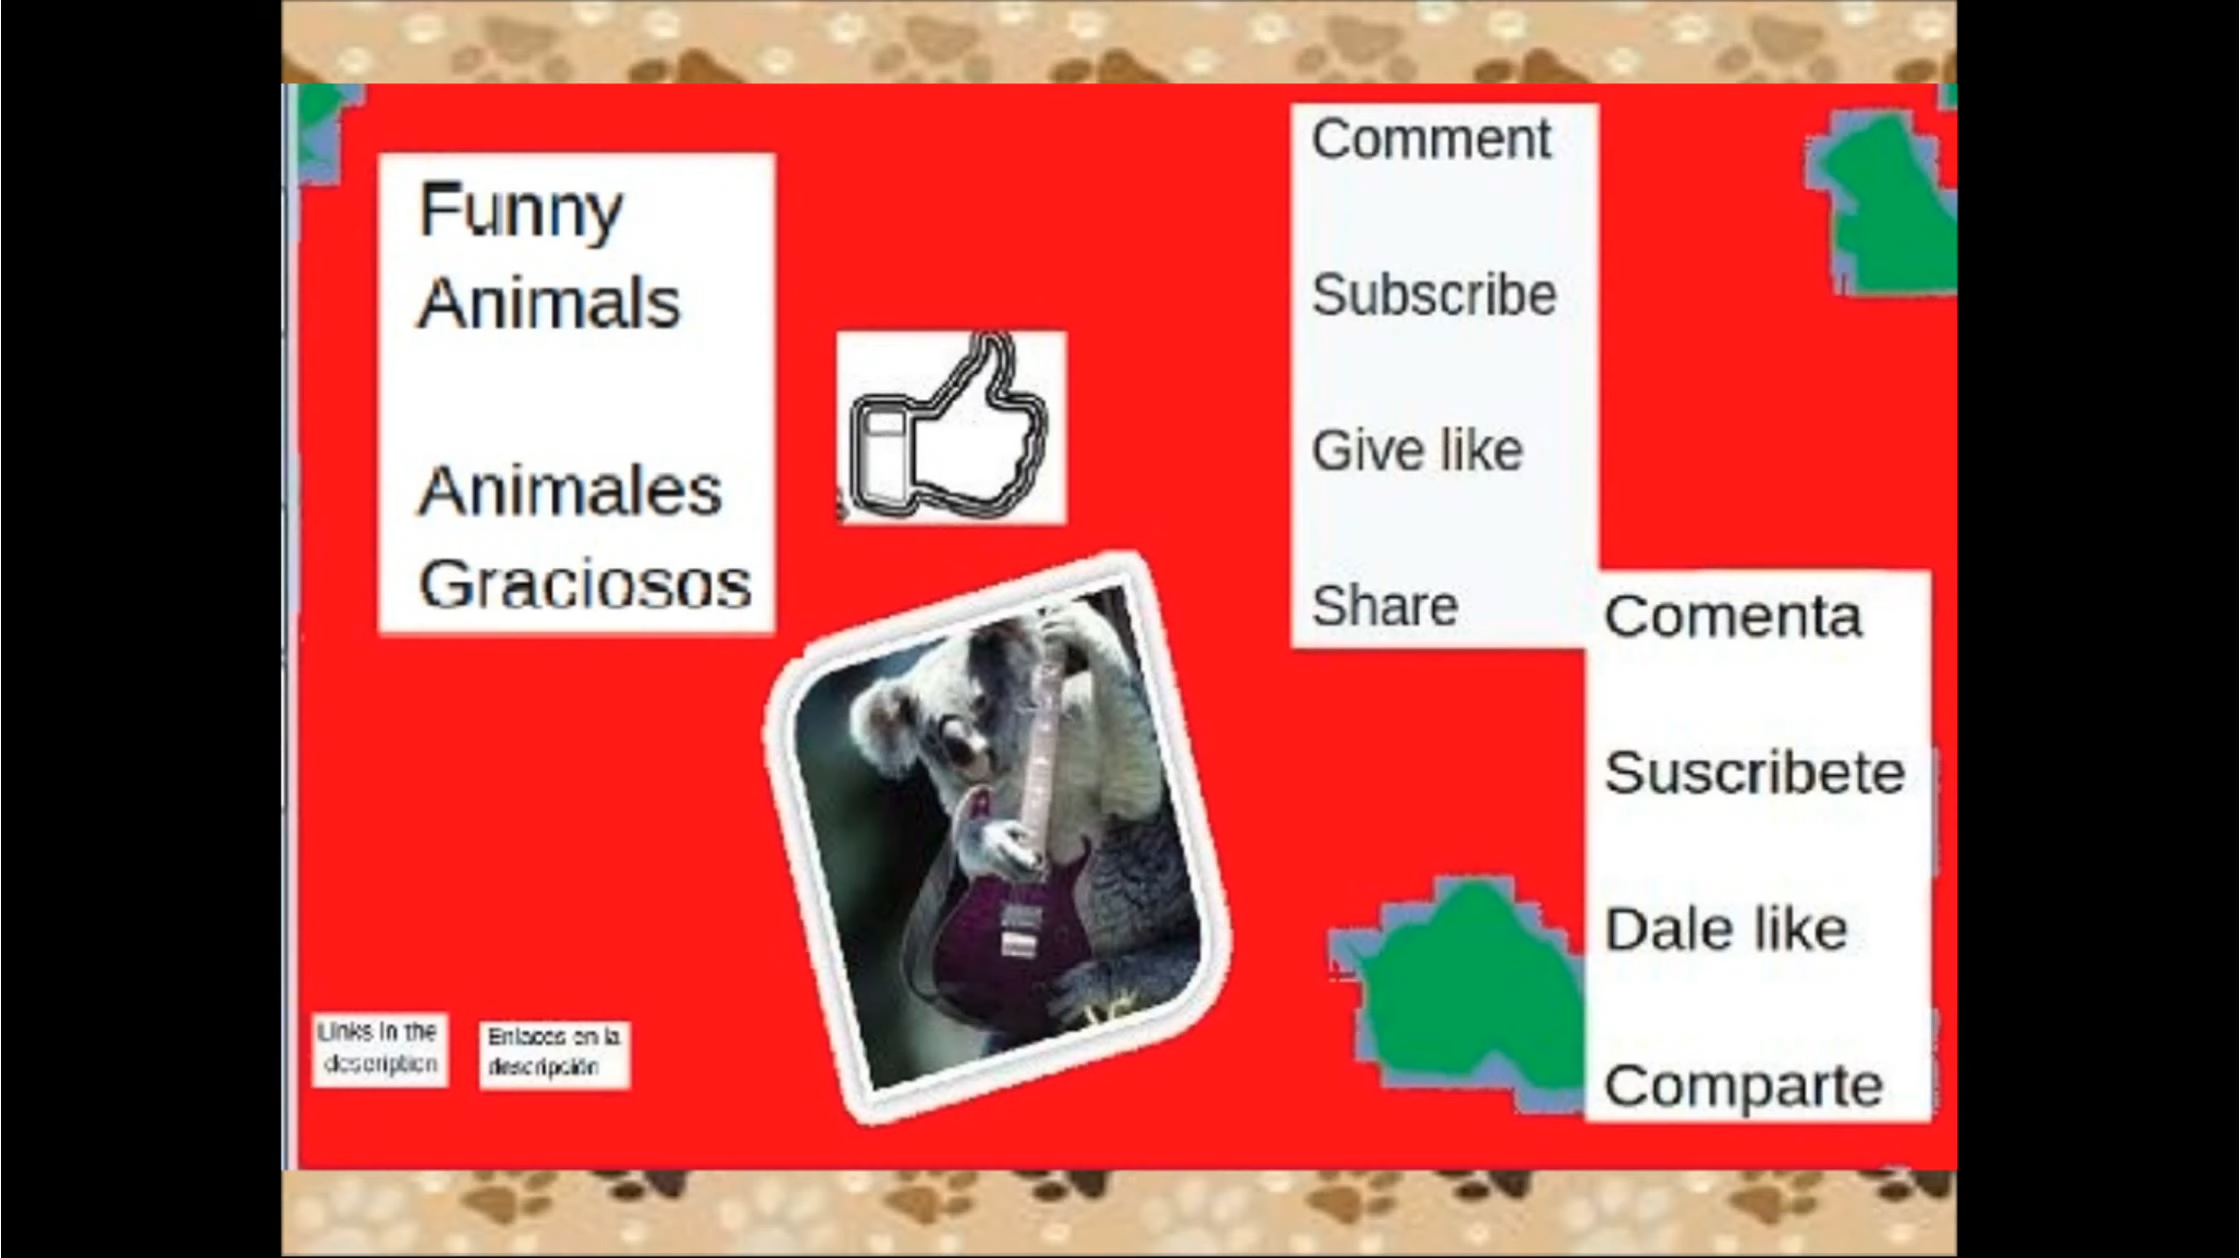 Funny
Animals
Animales
Graciosos
Comment
Subscribe
Give like
Share
Comenta
Suscribete
Dale like
Comparte
Links in the
description
Enlaces en la
descripción